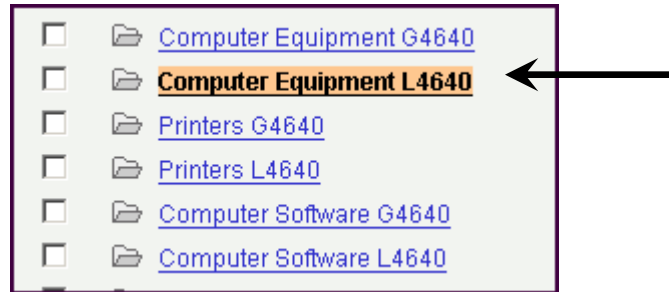 Computer Equipment G4640
Computer Equipment L4640
Printers G4640
Printers L4640
Computer Software G4640
Computer Software L4640